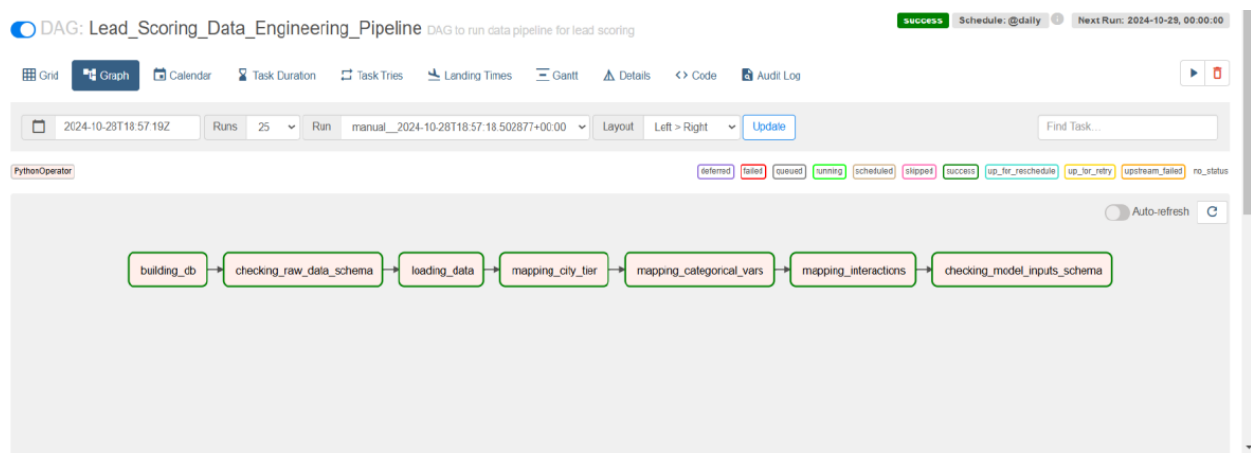 DAG: Lead_Scoring_Data_Engineering_Pipeline DAG to run data pipeline for lead scoring
success Schedule: @daily Next Run: 2024-10-29, 00:00:00
Grid Graph Calendar Task Duration Task Tries Landing Times Gantt Details <> Code Audit Log
2024-10-28T18:57:19Z Runs 25 Run manual__2024-10-28T18:57:18.502877+00:00 Layout Left > Right Update Find Task...
PythonOperator deferred failed queued running scheduled skipped success up_for_reschedule up_for_retry upstream_failed no_status
Auto-refresh
building_db checking_raw_data_schema loading_data mapping_city_tier mapping_categorical_vars mapping_interactions checking_model_inputs_schema